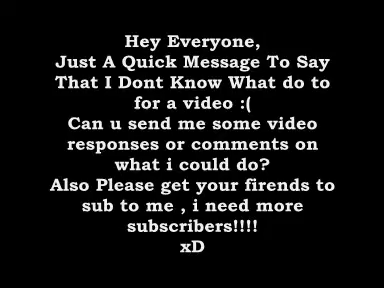 Hey Everyone,
Just A Quick Message To Say
That I Dont Know What do to
for a video :(
Can u send me some video
responses or comments on
what i could do?
Also Please get your firends to
sub to me , i need more
subscribers!!!!
xD